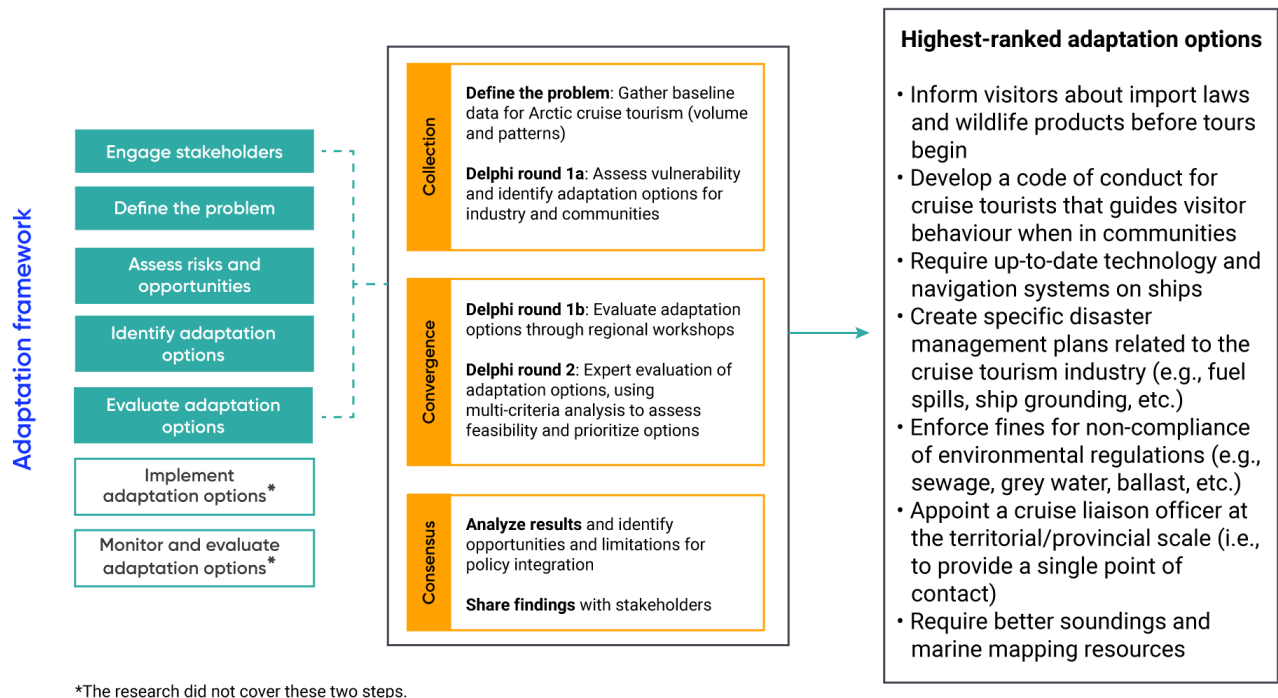 Adaptation framework
Engage stakeholders
Define the problem
Assess risks and
opportunities
Identify adaptation
options
Evaluate adaptation
options
Implement
adaptation options*
Monitor and evaluate
adaptation options*
Collection
Define the problem: Gather baseline
data for Arctic cruise tourism (volume
and patterns)
Delphi round 1a: Assess vulnerability
and identify adaptation options for
industry and communities
Convergence
Delphi round 1b: Evaluate adaptation
options through regional workshops
Delphi round 2: Expert evaluation of
adaptation options, using
multi-criteria analysis to assess
feasibility and prioritize options
Consensus
Analyze results and identify
opportunities and limitations for
policy integration
Share findings with stakeholders
Highest-ranked adaptation options
• Inform visitors about import laws
and wildlife products before tours
begin
• Develop a code of conduct for
cruise tourists that guides visitor
behaviour when in communities
• Require up-to-date technology and
navigation systems on ships
• Create specific disaster
management plans related to the
cruise tourism industry (e.g., fuel
spills, ship grounding, etc.)
• Enforce fines for non-compliance
of environmental regulations (e.g.,
sewage, grey water, ballast, etc.)
• Appoint a cruise liaison officer at
the territorial/provincial scale (i.e.,
to provide a single point of
contact)
• Require better soundings and
marine mapping resources
*The research did not cover these two steps.